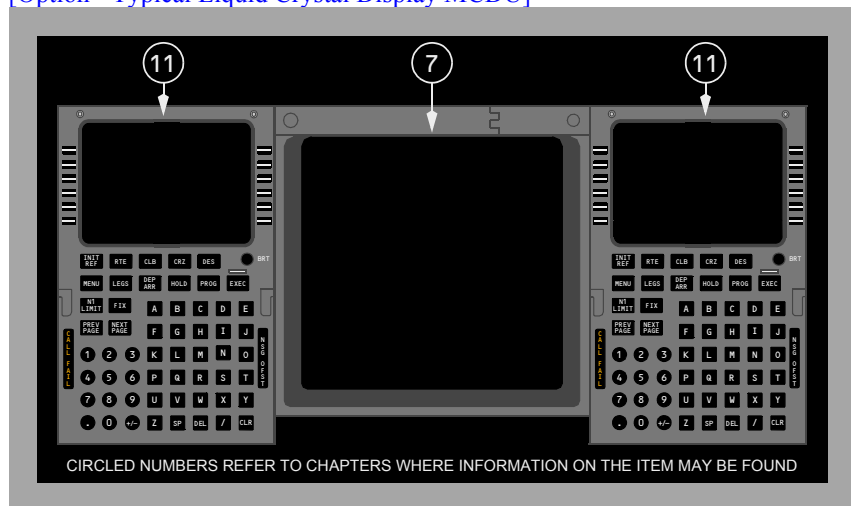 [Option - Typical Liquid Crystal Display MCDU]
11
7
11
INIT REF RTE CLB CRZ DES BRT
MENU LEGS DEP ARR HOLD PROG EXEC
N1 LIMIT FIX A B C D E
PREV PAGE NEXT PAGE F G H I J
1 2 3 K L M N O
4 5 6 P Q R S T
7 8 9 U V W X Y
. 0 +/- Z SP DEL / CLR
CALL FAIL
NSG OFST
INIT REF RTE CLB CRZ DES BRT
MENU LEGS DEP ARR HOLD PROG EXEC
N1 LIMIT FIX A B C D E
PREV PAGE NEXT PAGE F G H I J
1 2 3 K L M N O
4 5 6 P Q R S T
7 8 9 U V W X Y
. 0 +/- Z SP DEL / CLR
CALL FAIL
NSG OFST
CIRCLED NUMBERS REFER TO CHAPTERS WHERE INFORMATION ON THE ITEM MAY BE FOUND